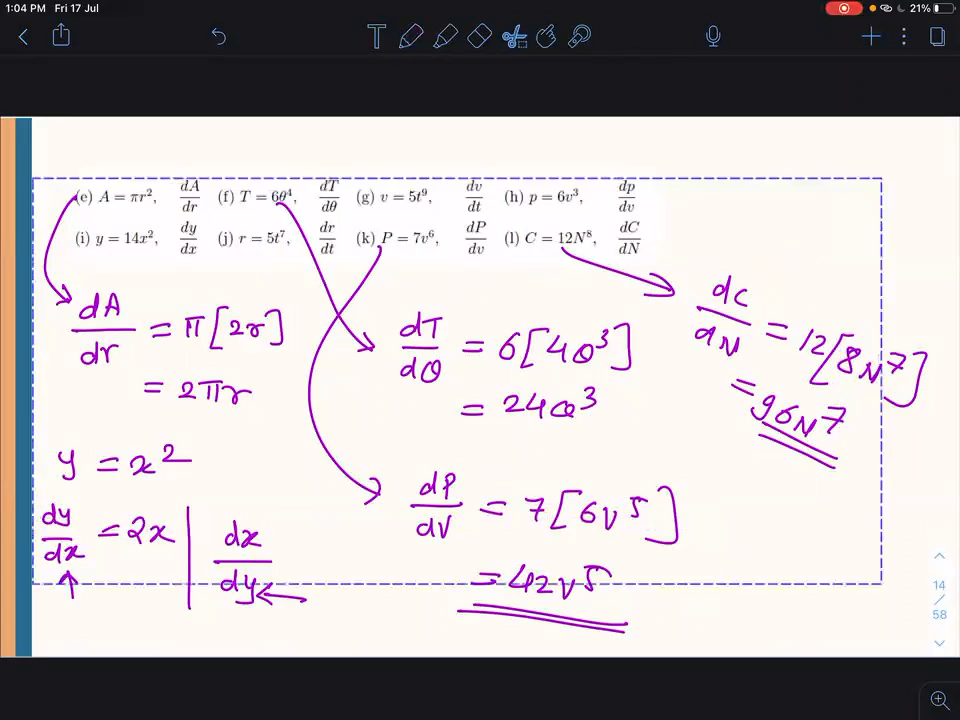 1:04 PM Fri 17 Jul
21%
T
(e) A = πr², dA/dr (f) T = 6θ⁴, dT/dθ (g) v = 5t⁹, dv/dt (h) p = 6v³, dp/dv
(i) y = 14x², dy/dx (j) r = 5t⁷, dr/dt (k) P = 7v⁶, dP/dv (l) C = 12N⁸, dC/dN
dA/dr = π[2r]
= 2πr
y = x²
dy/dx = 2x | dx/dy
dT/dθ = 6[4θ³]
= 24θ³
dP/dV = 7[6v⁵]
= 42v⁵
dC/dN = 12[8N⁷]
= 96N⁷
14
/
58